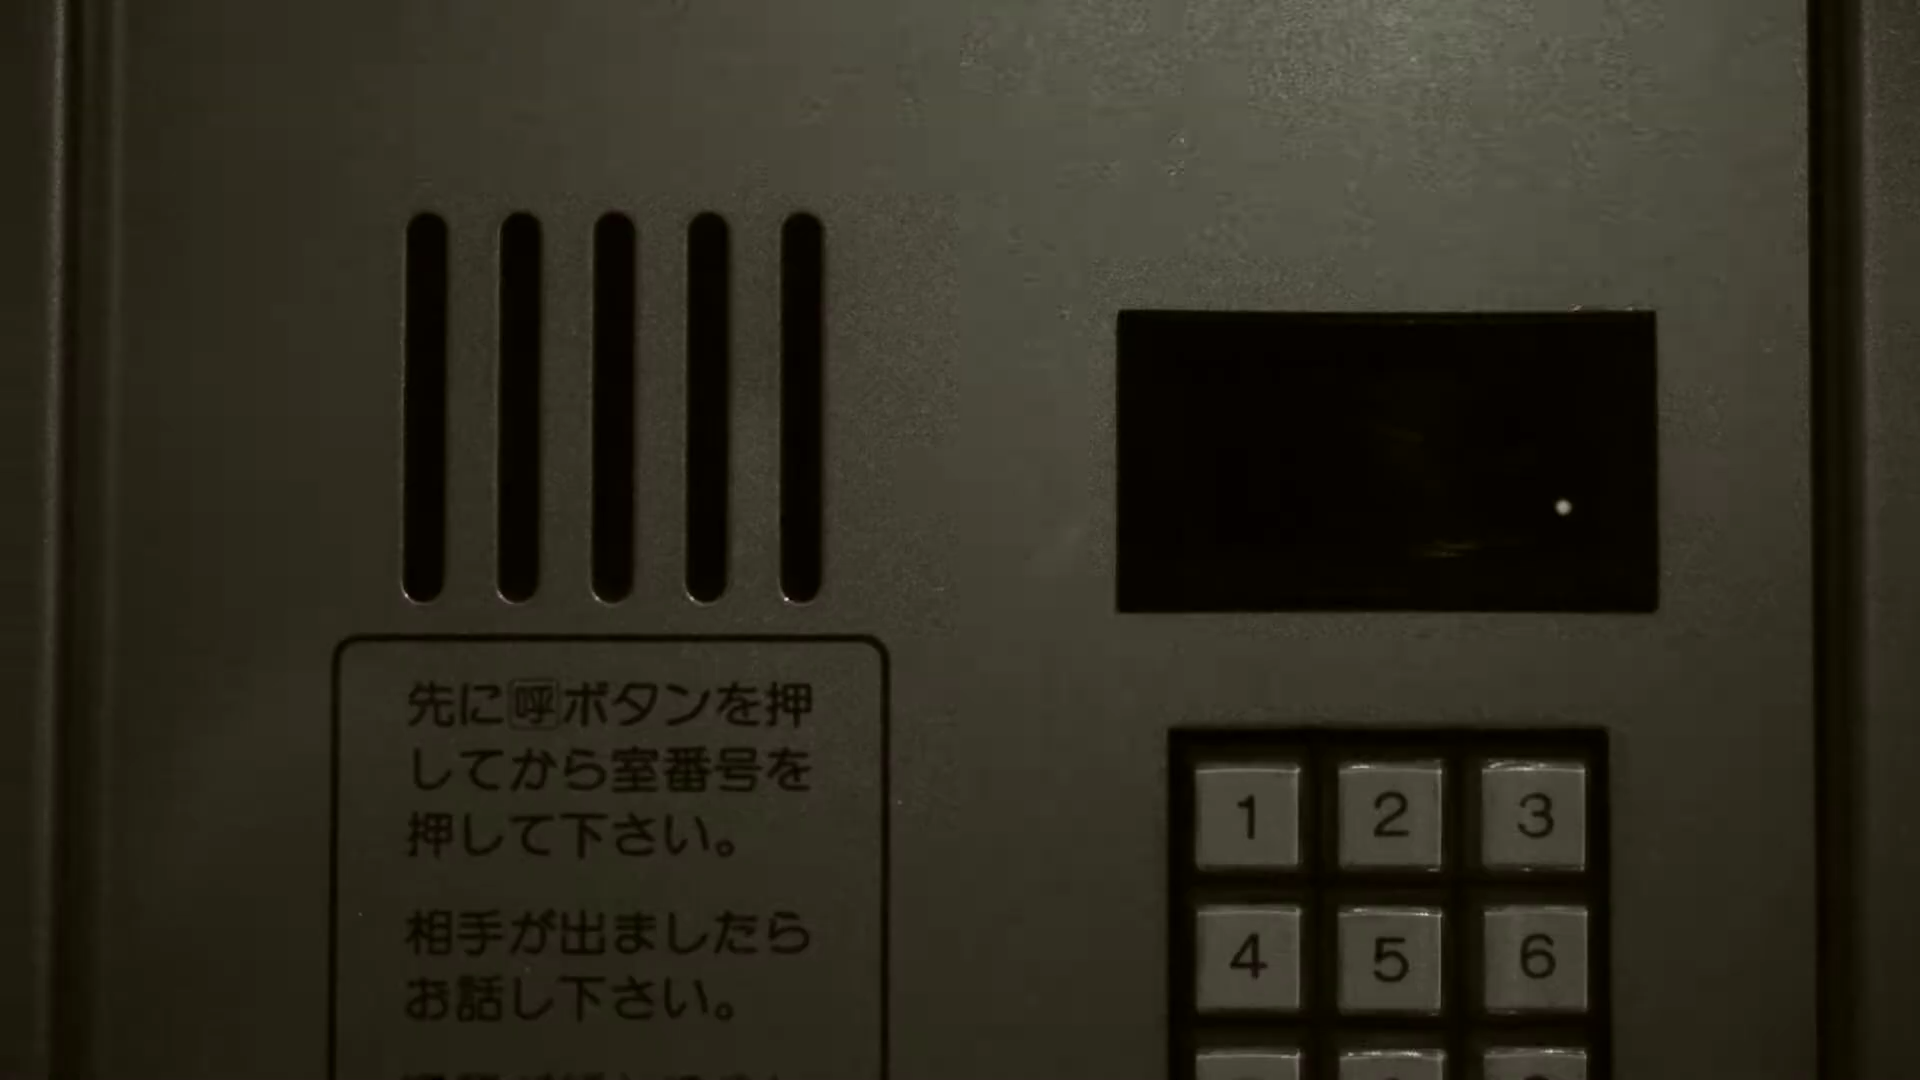 先に呼ボタンを押
してから室番号を
押して下さい。
相手が出ましたら
お話し下さい。
1 2 3
4 5 6